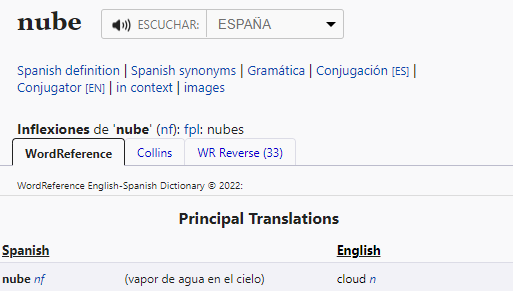 nube
ESCUCHAR: ESPAÑA
Spanish definition | Spanish synonyms | Gramática | Conjugación [ES] |
Conjugator [EN] | in context | images
Inflexiones de 'nube' (nf): fpl: nubes
WordReference Collins WR Reverse (33)
WordReference English-Spanish Dictionary © 2022:
Principal Translations
Spanish English
nube nf (vapor de agua en el cielo) cloud n